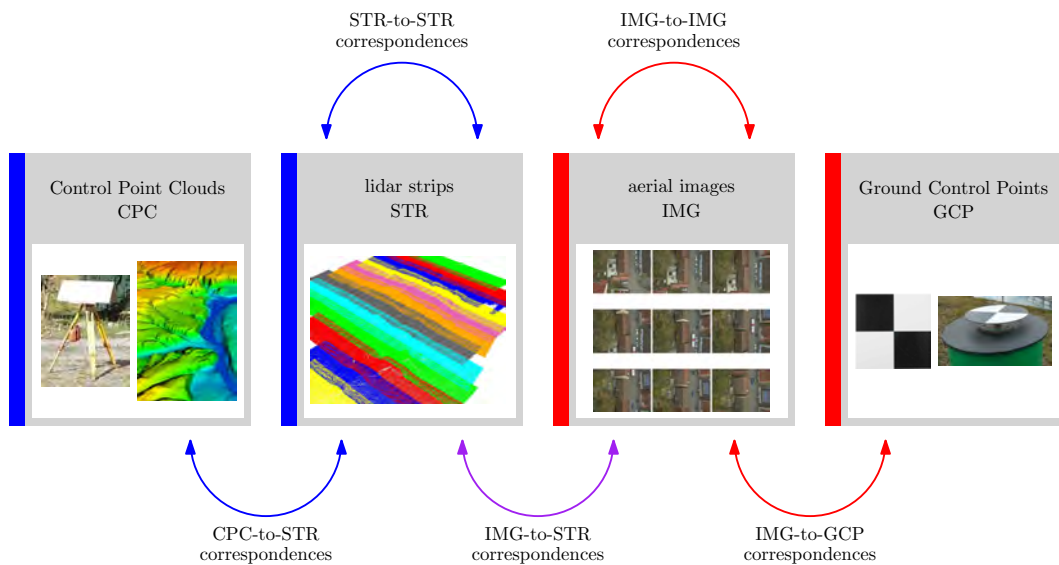 STR-to-STR
correspondences
IMG-to-IMG
correspondences
Control Point Clouds
CPC
lidar strips
STR
aerial images
IMG
Ground Control Points
GCP
CPC-to-STR
correspondences
IMG-to-STR
correspondences
IMG-to-GCP
correspondences